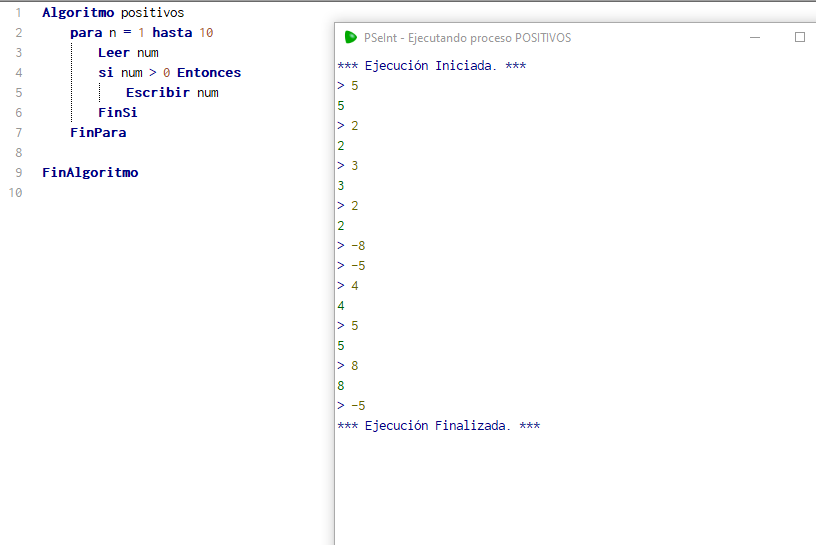 1 Algoritmo positivos
2 para n = 1 hasta 10
3 Leer num
4 si num > 0 Entonces
5 Escribir num
6 FinSi
7 FinPara
8
9 FinAlgoritmo
10
PSeInt - Ejecutando proceso POSITIVOS
*** Ejecución Iniciada. ***
> 5
5
> 2
2
> 3
3
> 2
2
> -8
> -5
> 4
4
> 5
5
> 8
8
> -5
*** Ejecución Finalizada. ***